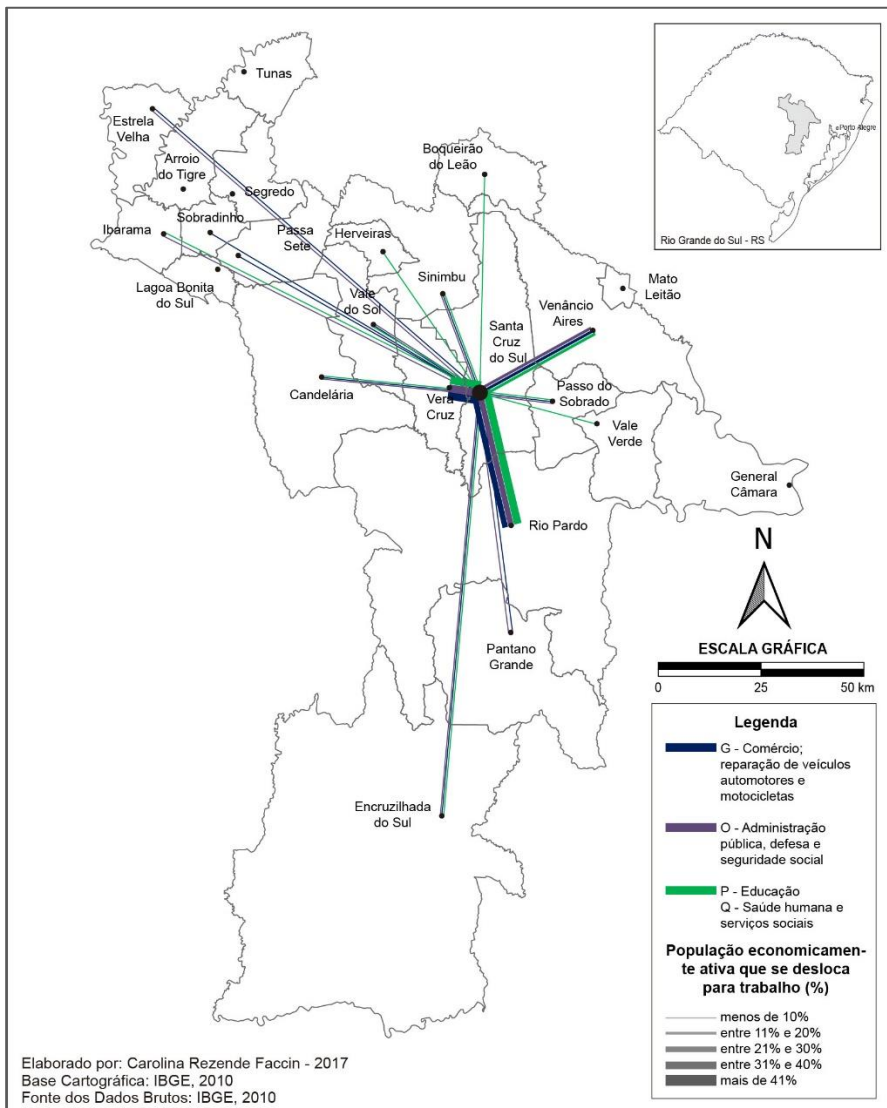 Tunas
Estrela
Velha
Boqueirão
do Leão
Arroio
do Tigre
Segredo
Ibarama
Sobradinho
Passa
Sete
Herveiras
Lagoa Bonita
do Sul
Sinimbu
Mato
Leitão
Vale
do Sol
Santa
Cruz
do Sul
Venâncio
Aires
Candelária
Vera
Cruz
Passo do
Sobrado
Vale
Verde
General
Câmara
Rio Pardo
Pantano
Grande
Encruzilhada
do Sul
Porto Alegre
Rio Grande do Sul - RS
N
ESCALA GRÁFICA
0 25 50 km
Legenda
G - Comércio;
reparação de veículos
automotores e
motocicletas
O - Administração
pública, defesa e
seguridade social
P - Educação
Q - Saúde humana e
serviços sociais
População economicamen-
te ativa que se desloca
para trabalho (%)
menos de 10%
entre 11% e 20%
entre 21% e 30%
entre 31% e 40%
mais de 41%
Elaborado por: Carolina Rezende Faccin - 2017
Base Cartográfica: IBGE, 2010
Fonte dos Dados Brutos: IBGE, 2010